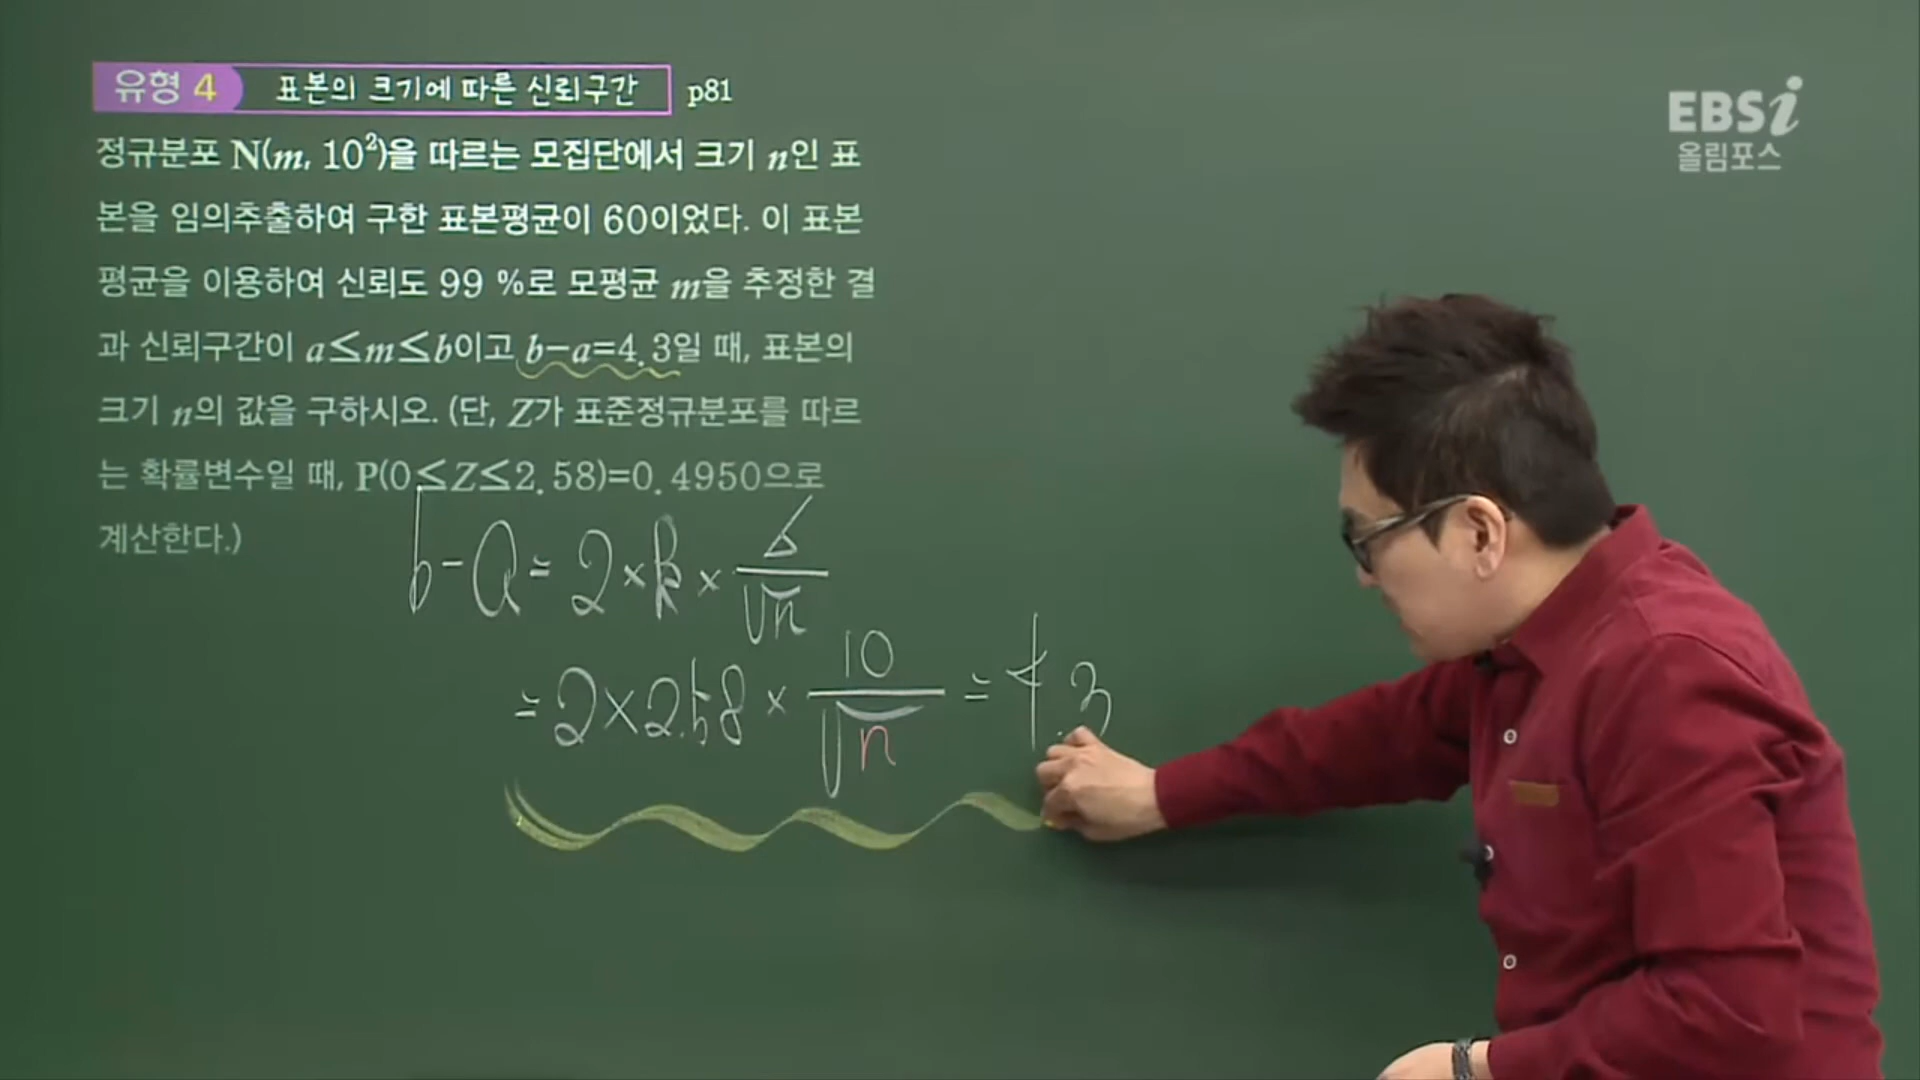 유형 4 표본의 크기에 따른 신뢰구간 p81
EBSi
올림포스
정규분포 N(m, 10²)을 따르는 모집단에서 크기 n인 표
본을 임의추출하여 구한 표본평균이 60이었다. 이 표본
평균을 이용하여 신뢰도 99 %로 모평균 m을 추정한 결
과 신뢰구간이 a≤m≤b이고 b−a=4.3일 때, 표본의
크기 n의 값을 구하시오. (단, Z가 표준정규분포를 따르
는 확률변수일 때, P(0≤Z≤2.58)=0.4950으로
계산한다.)
b-a = 2×k×σ/√n
= 2×2.58×10/√n = 4.3